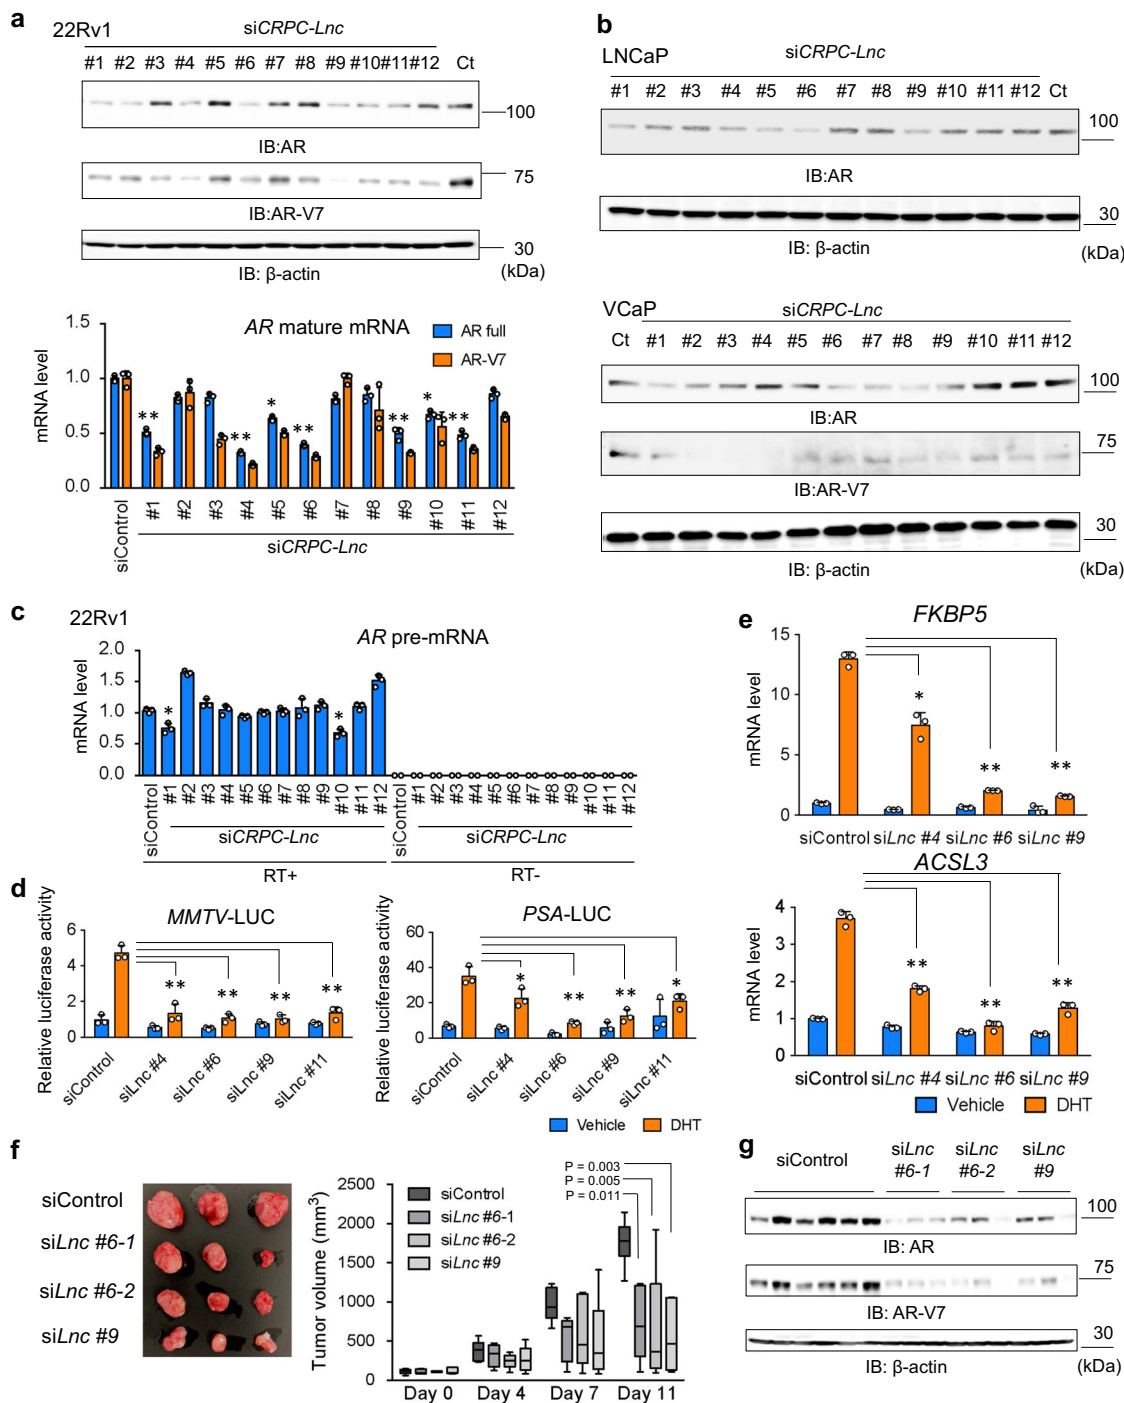 a
22Rv1
siCRPC-Lnc
#1 #2 #3 #4 #5 #6 #7 #8 #9 #10 #11 #12 Ct
100
IB:AR
75
IB:AR-V7
30
(kDa)
IB: β-actin
AR mature mRNA
AR full
AR-V7
mRNA level
1.5
1.0
0.5
0.0
** * ** ** ** * **
siControl #1 #2 #3 #4 #5 #6 #7 #8 #9 #10 #11 #12
siCRPC-Lnc
b
LNCaP
siCRPC-Lnc
#1 #2 #3 #4 #5 #6 #7 #8 #9 #10 #11 #12 Ct
100
IB:AR
30
IB: β-actin
(kDa)
VCaP
siCRPC-Lnc
Ct #1 #2 #3 #4 #5 #6 #7 #8 #9 #10 #11 #12
100
IB:AR
75
IB:AR-V7
30
IB: β-actin
(kDa)
c
22Rv1
AR pre-mRNA
mRNA level
2.0
1.5
1.0
0.5
0.0
* *
siControl #1 #2 #3 #4 #5 #6 #7 #8 #9 #10 #11 #12 siControl #1 #2 #3 #4 #5 #6 #7 #8 #9 #10 #11 #12
siCRPC-Lnc siCRPC-Lnc
RT+ RT-
d
MMTV-LUC
Relative luciferase activity
6
4
2
0
** ** ** **
siControl siLnc #4 siLnc #6 siLnc #9 siLnc #11
PSA-LUC
Relative luciferase activity
60
40
20
0
* ** ** *
siControl siLnc #4 siLnc #6 siLnc #9 siLnc #11
Vehicle DHT
e
FKBP5
mRNA level
15
10
5
0
* ** **
siControl siLnc #4 siLnc #6 siLnc #9
ACSL3
mRNA level
4
3
2
1
0
** ** **
siControl siLnc #4 siLnc #6 siLnc #9
Vehicle DHT
f
siControl
siLnc #6-1
siLnc #6-2
siLnc #9
Tumor volume (mm3)
2500
2000
1500
1000
500
0
siControl
siLnc #6-1
siLnc #6-2
siLnc #9
P = 0.003
P = 0.005
P = 0.011
Day 0 Day 4 Day 7 Day 11
g
siControl siLnc #6-1 siLnc #6-2 siLnc #9
100
IB: AR
75
IB: AR-V7
30
IB: β-actin
(kDa)